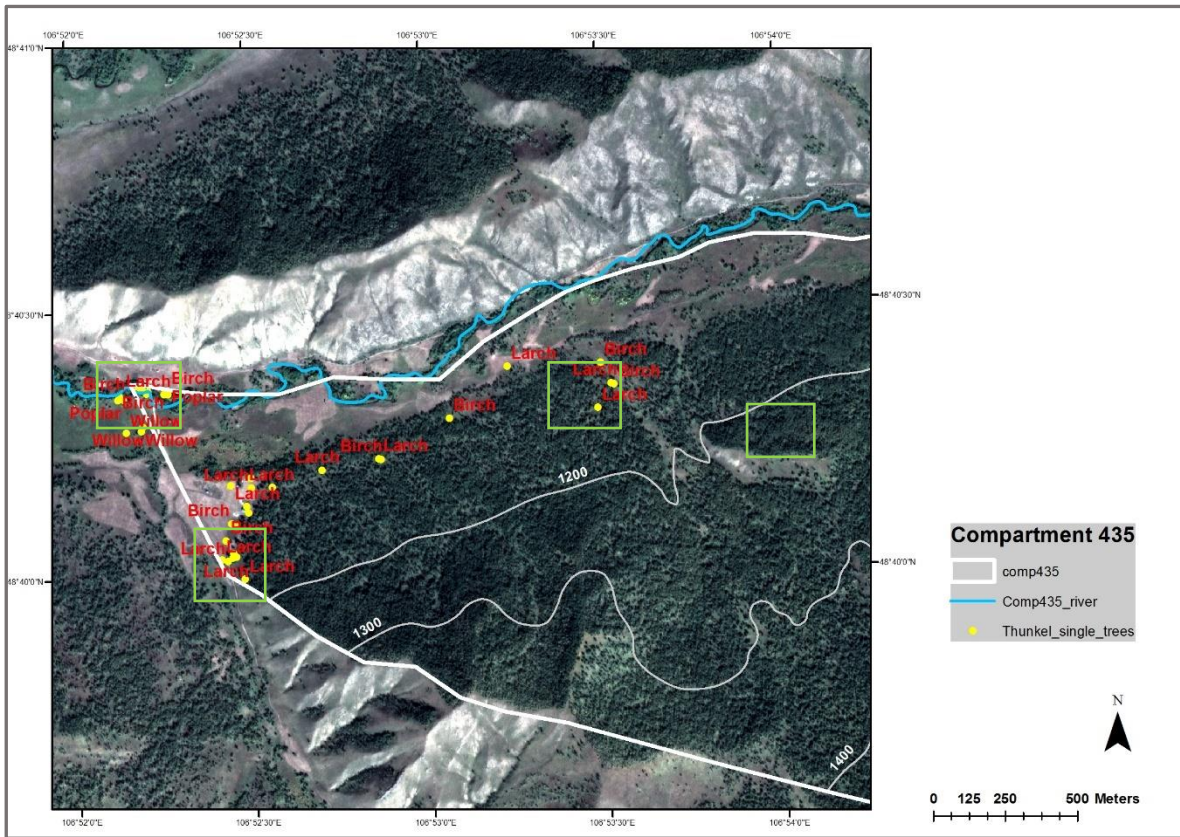 106°52'0"E 106°52'30"E 106°53'0"E 106°53'30"E 106°54'0"E
48°41'0"N
48°40'30"N
48°40'30"N
Larch
Birch
Larch Birch
Larch
Birch Larch Birch
Poplar
Poplar
Birch
Birch
Willow
Willow Willow
Birch Larch
Larch
Larch Larch
Larch
1200
Birch
Birch
Larch Larch
Larch Larch
48°40'0"N
48°40'0"N
1300
1400
106°52'0"E 106°52'30"E 106°53'0"E 106°53'30"E 106°54'0"E
Compartment 435
comp435
Comp435_river
Thunkel_single_trees
N
0 125 250 500 Meters